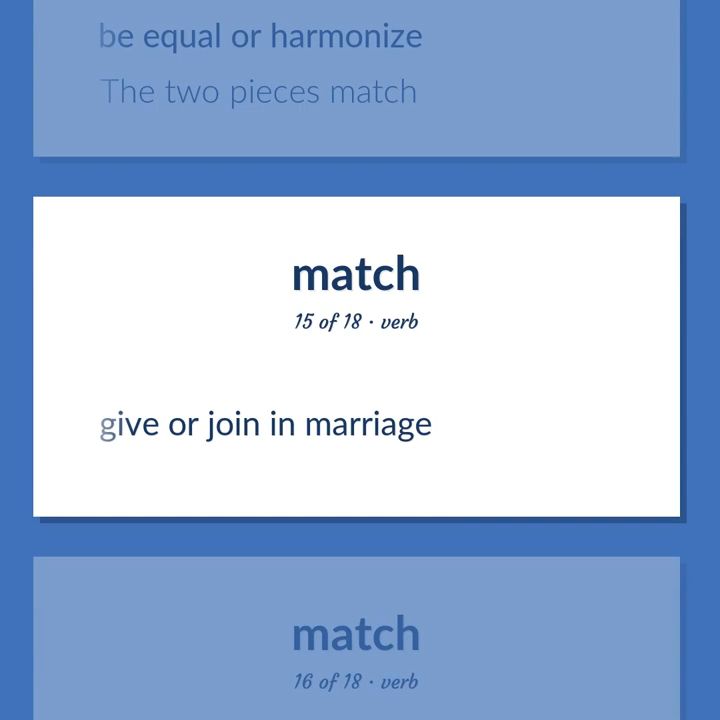 be equal or harmonize
The two pieces match
match
15 of 18 · verb
give or join in marriage
match
16 of 18 · verb